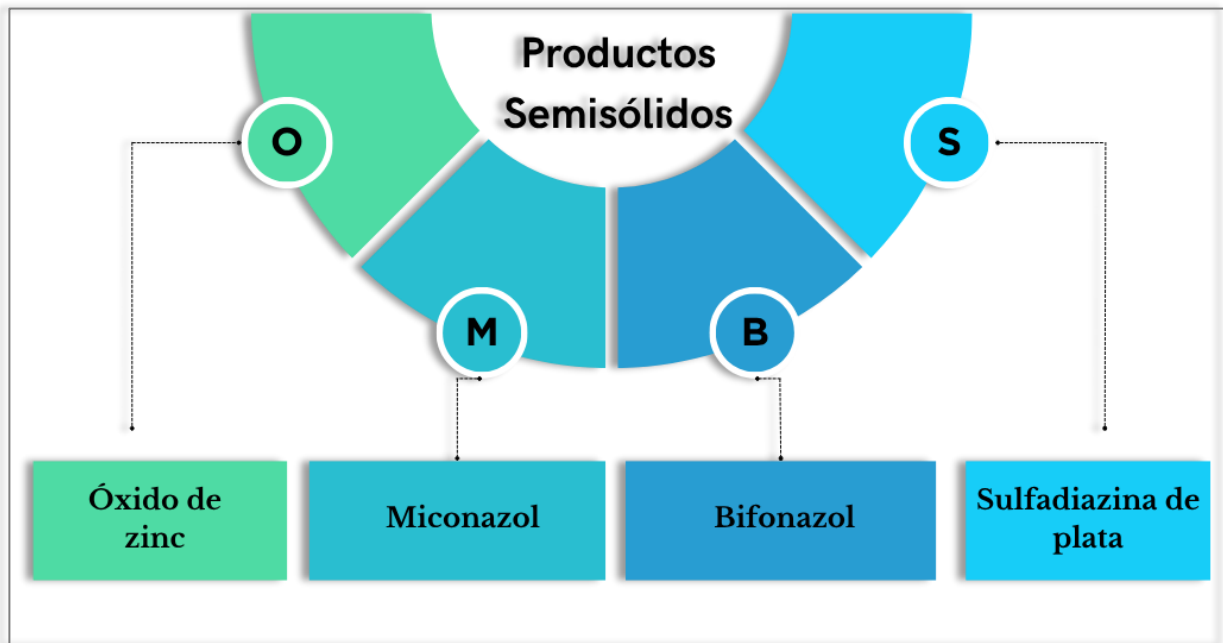 Productos
Semisólidos
O
S
M
B
Óxido de
zinc
Miconazol
Bifonazol
Sulfadiazina de
plata